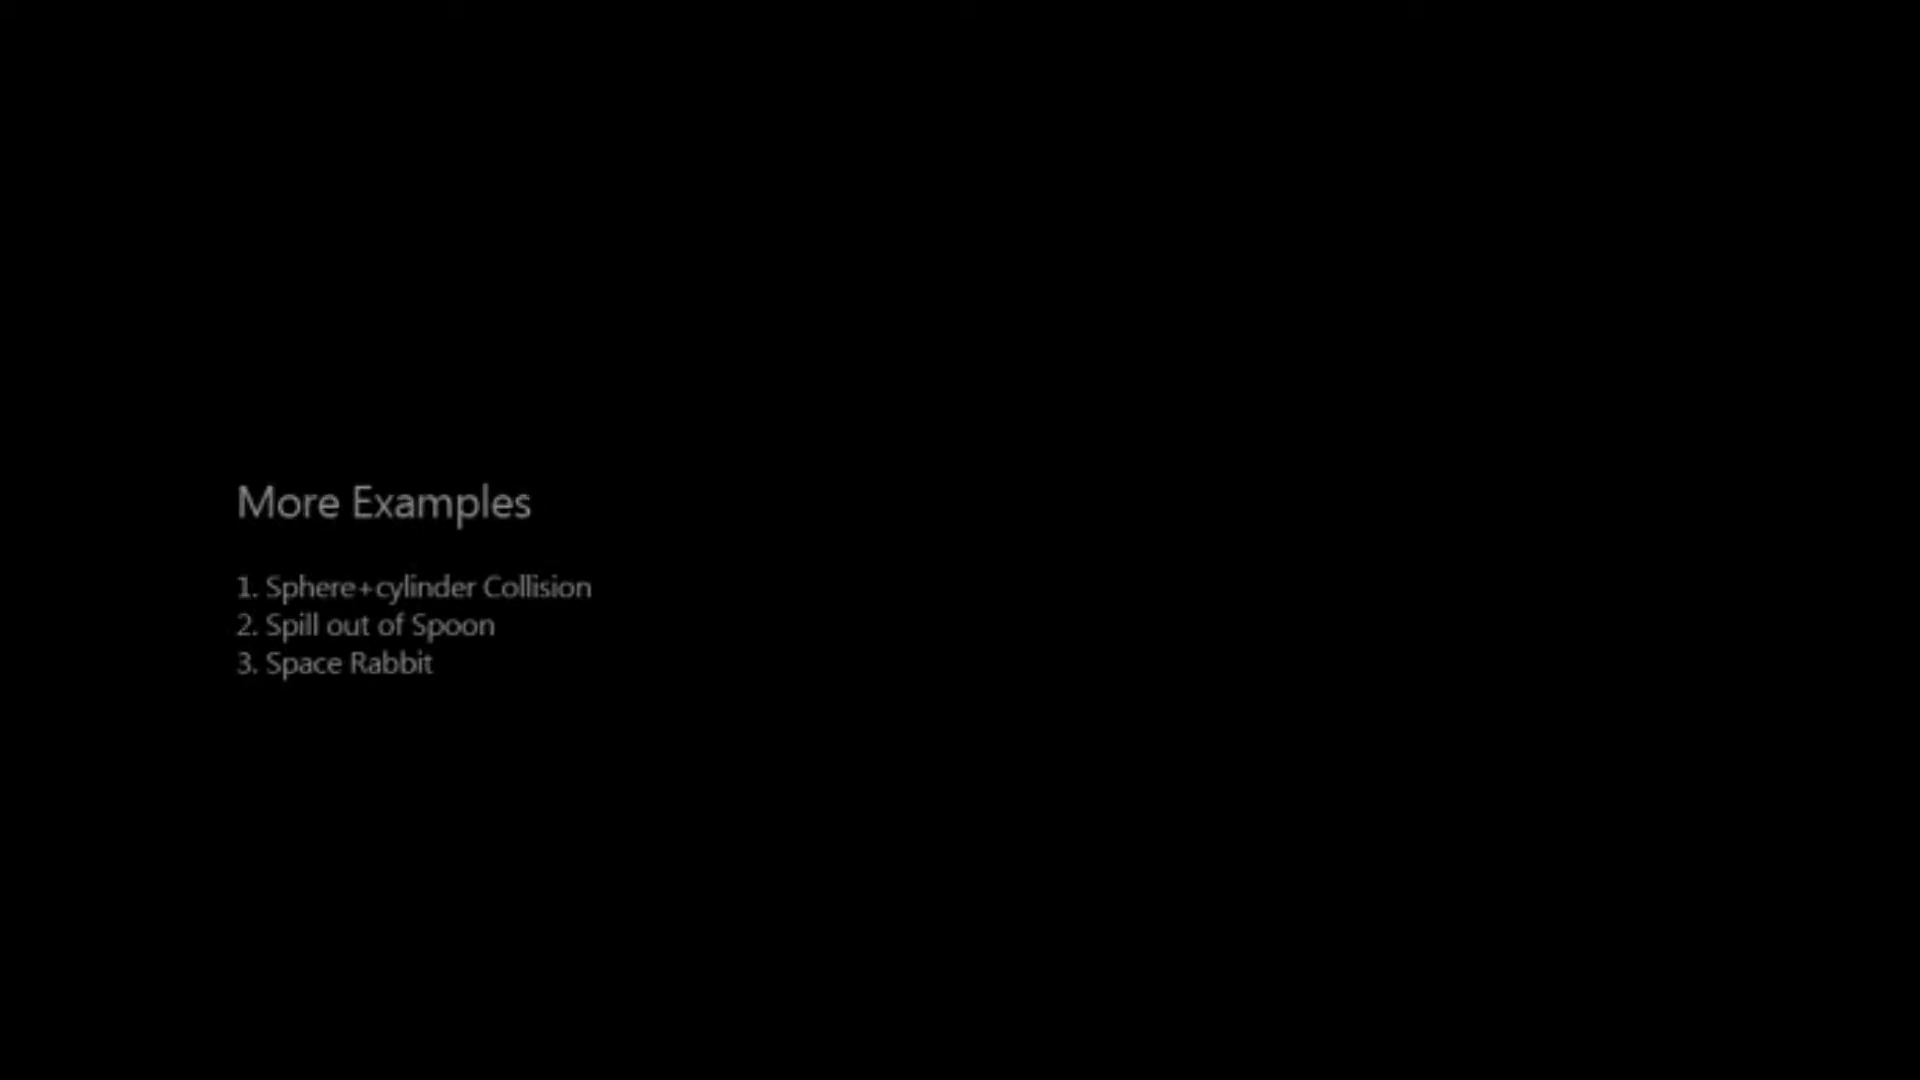 More Examples
1. Sphere+cylinder Collision
2. Spill out of Spoon
3. Space Rabbit